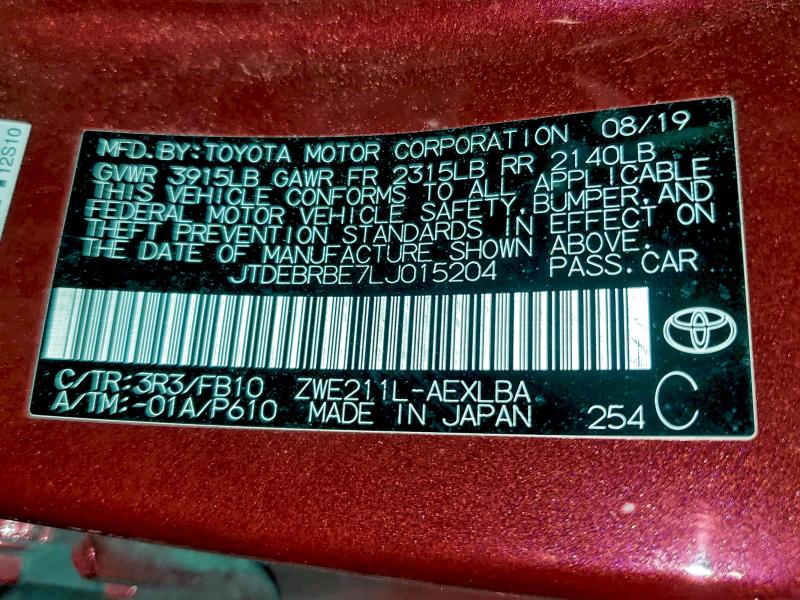 12S10
MFD.BY:TOYOTA MOTOR CORPORATION 08/19
GVWR 3915LB GAWR FR 2315LB RR 2140LB
THIS VEHICLE CONFORMS TO ALL APPLICABLE
FEDERAL MOTOR VEHICLE SAFETY,BUMPER,AND
THEFT PREVENTION STANDARDS IN EFFECT ON
THE DATE OF MANUFACTURE SHOWN ABOVE.
JTDEBRBE7LJ015204 PASS.CAR
C/TR:3R3/FB10 ZWE211L-AEXLBA
A/TM:-01A/P610 MADE IN JAPAN 254 C